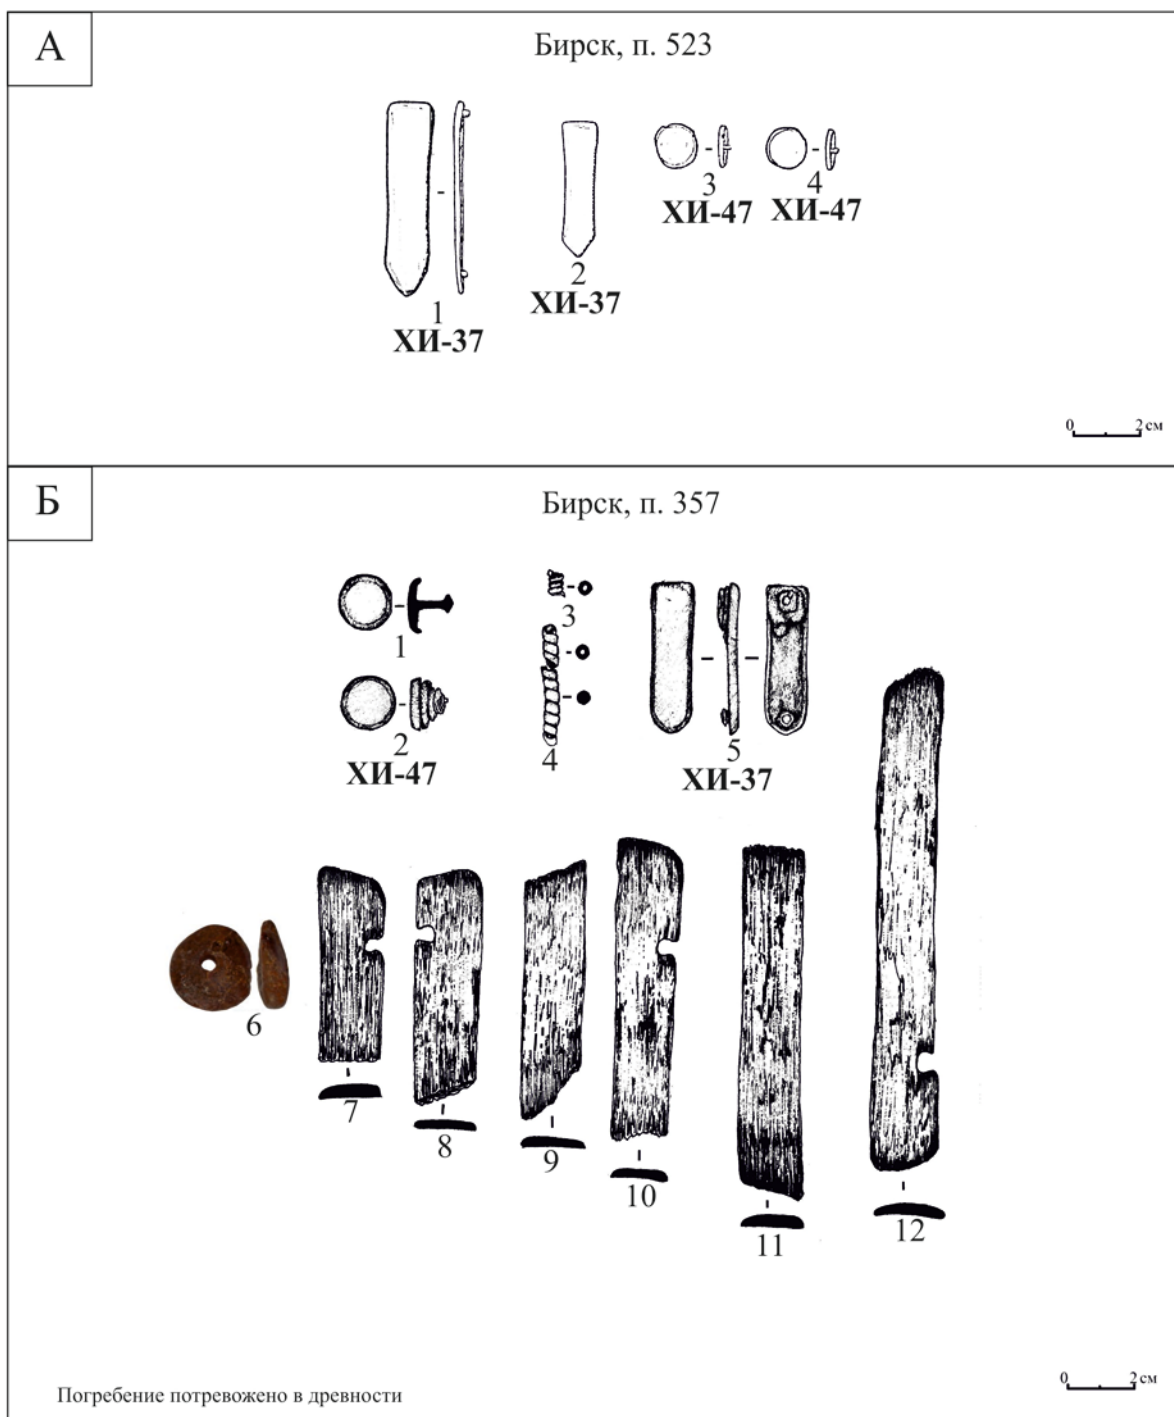 А
Бирск, п. 523
1
ХИ-37
2
ХИ-37
3
ХИ-47
4
ХИ-47
0 2 см
Б
Бирск, п. 357
1
2
ХИ-47
3
4
5
ХИ-37
6
7
8
9
10
11
12
Погребение потревожено в древности
0 2 см